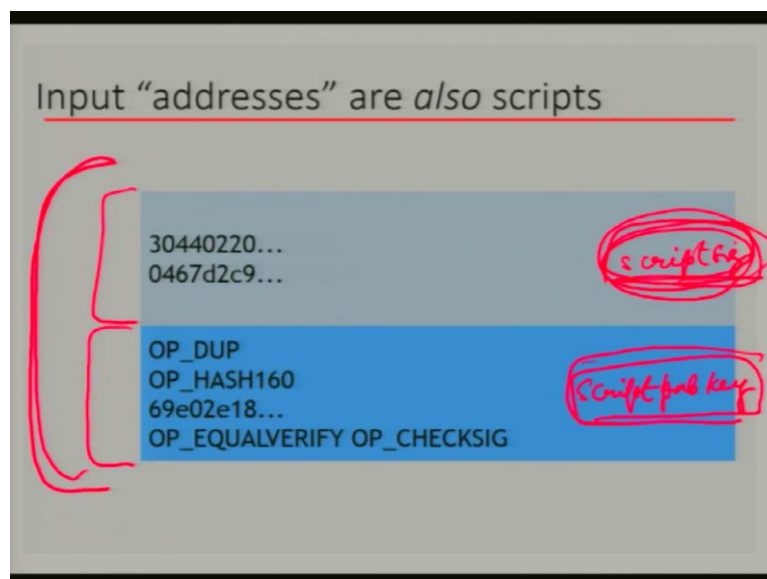 Input “addresses” are also scripts
30440220...
0467d2c9...
scriptsig
OP_DUP
OP_HASH160
69e02e18...
OP_EQUALVERIFY OP_CHECKSIG
script pub key